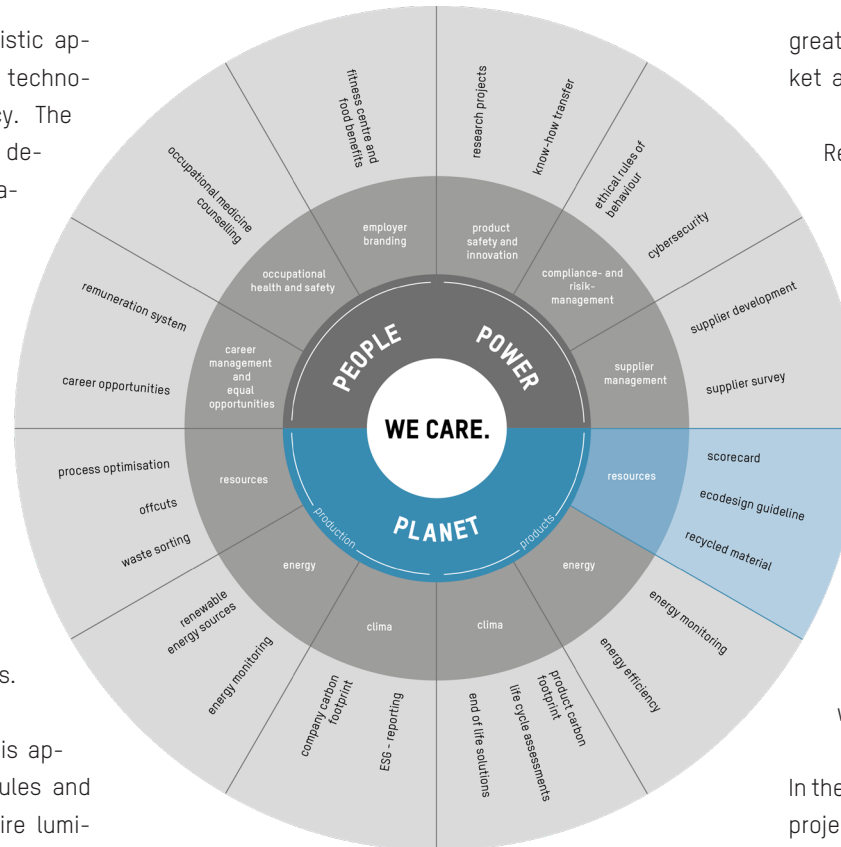 istic ap-
techno-
cy. The
de-
a-
s.
is ap-
ules and
ire lumi-
great
ket a
Re
w
In the
proje
WE CARE.
PEOPLE
POWER
PLANET
production
products
employer
branding
occupational
health and safety
career
management
and
equal
opportunities
product
safety and
innovation
compliance- and
risik-
management
supplier
management
resources
energy
clima
clima
energy
resources
fitness centre and
food benefits
occupational medicine
counselling
remuneration system
career opportunities
research projects
know-how transfer
ethical rules of
behaviour
cybersecurity
supplier development
supplier survey
scorecard
ecodesign guideline
recycled material
energy monitoring
energy efficiency
product carbon
footprint
life cycle assessments
end of life solutions
ESG - reporting
company carbon
footprint
energy monitoring
renewable
energy sources
waste sorting
offcuts
process optimisation